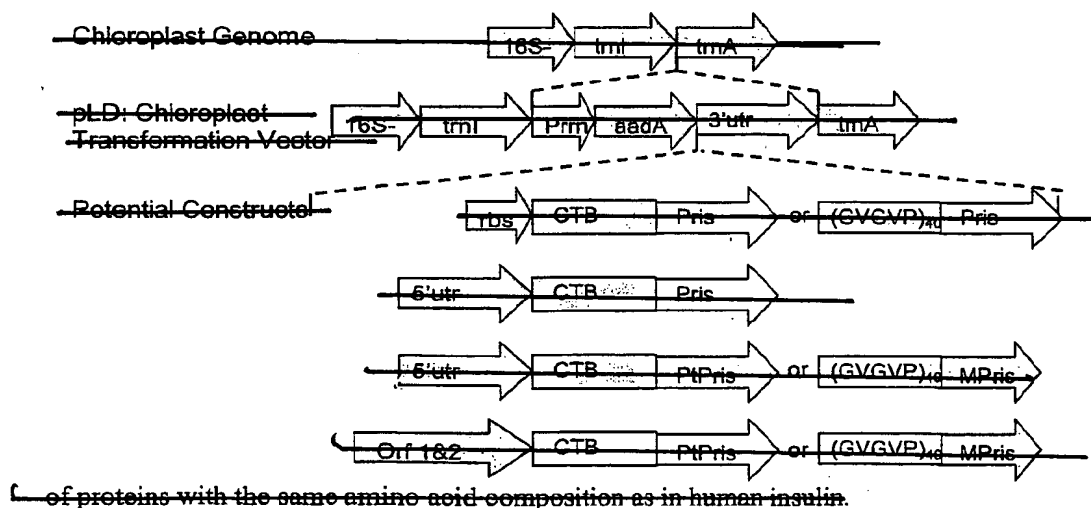 Chloroplast Genome 16S- trnI trnA
pLD: Chloroplast
Transformation Vector
16S- trnI Prrn aadA 3'utr trnA
Potential Constructs
rbs CTB Pris or (GVGVP)40 Pris
5'utr CTB Pris
5'utr CTB PtPris or (GVGVP)40 MPris
Orf 1&2 CTB PtPris or (GVGVP)40 MPris
of proteins with the same amino acid composition as in human insulin.